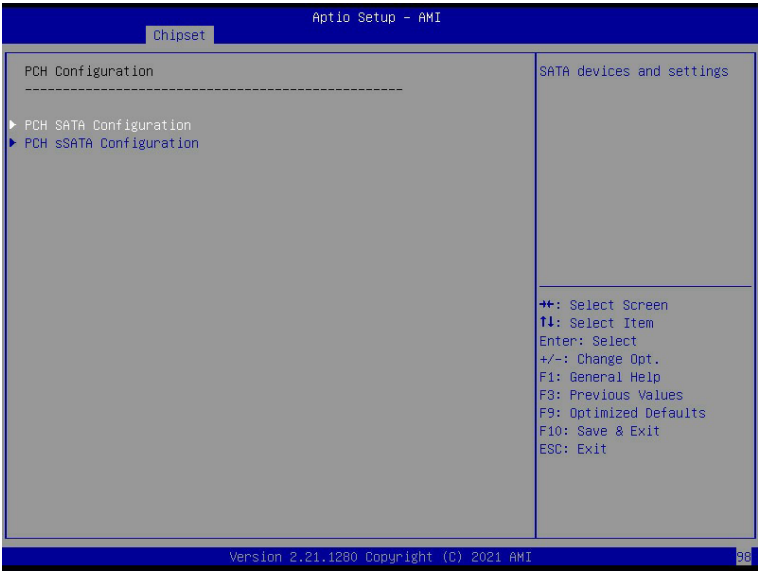 Aptio Setup – AMI
Chipset
PCH Configuration
--------------------------------------------------
▶ PCH SATA Configuration
▶ PCH sSATA Configuration
SATA devices and settings
→←: Select Screen
↑↓: Select Item
Enter: Select
+/-: Change Opt.
F1: General Help
F3: Previous Values
F9: Optimized Defaults
F10: Save & Exit
ESC: Exit
Version 2.21.1280 Copyright (C) 2021 AMI
98